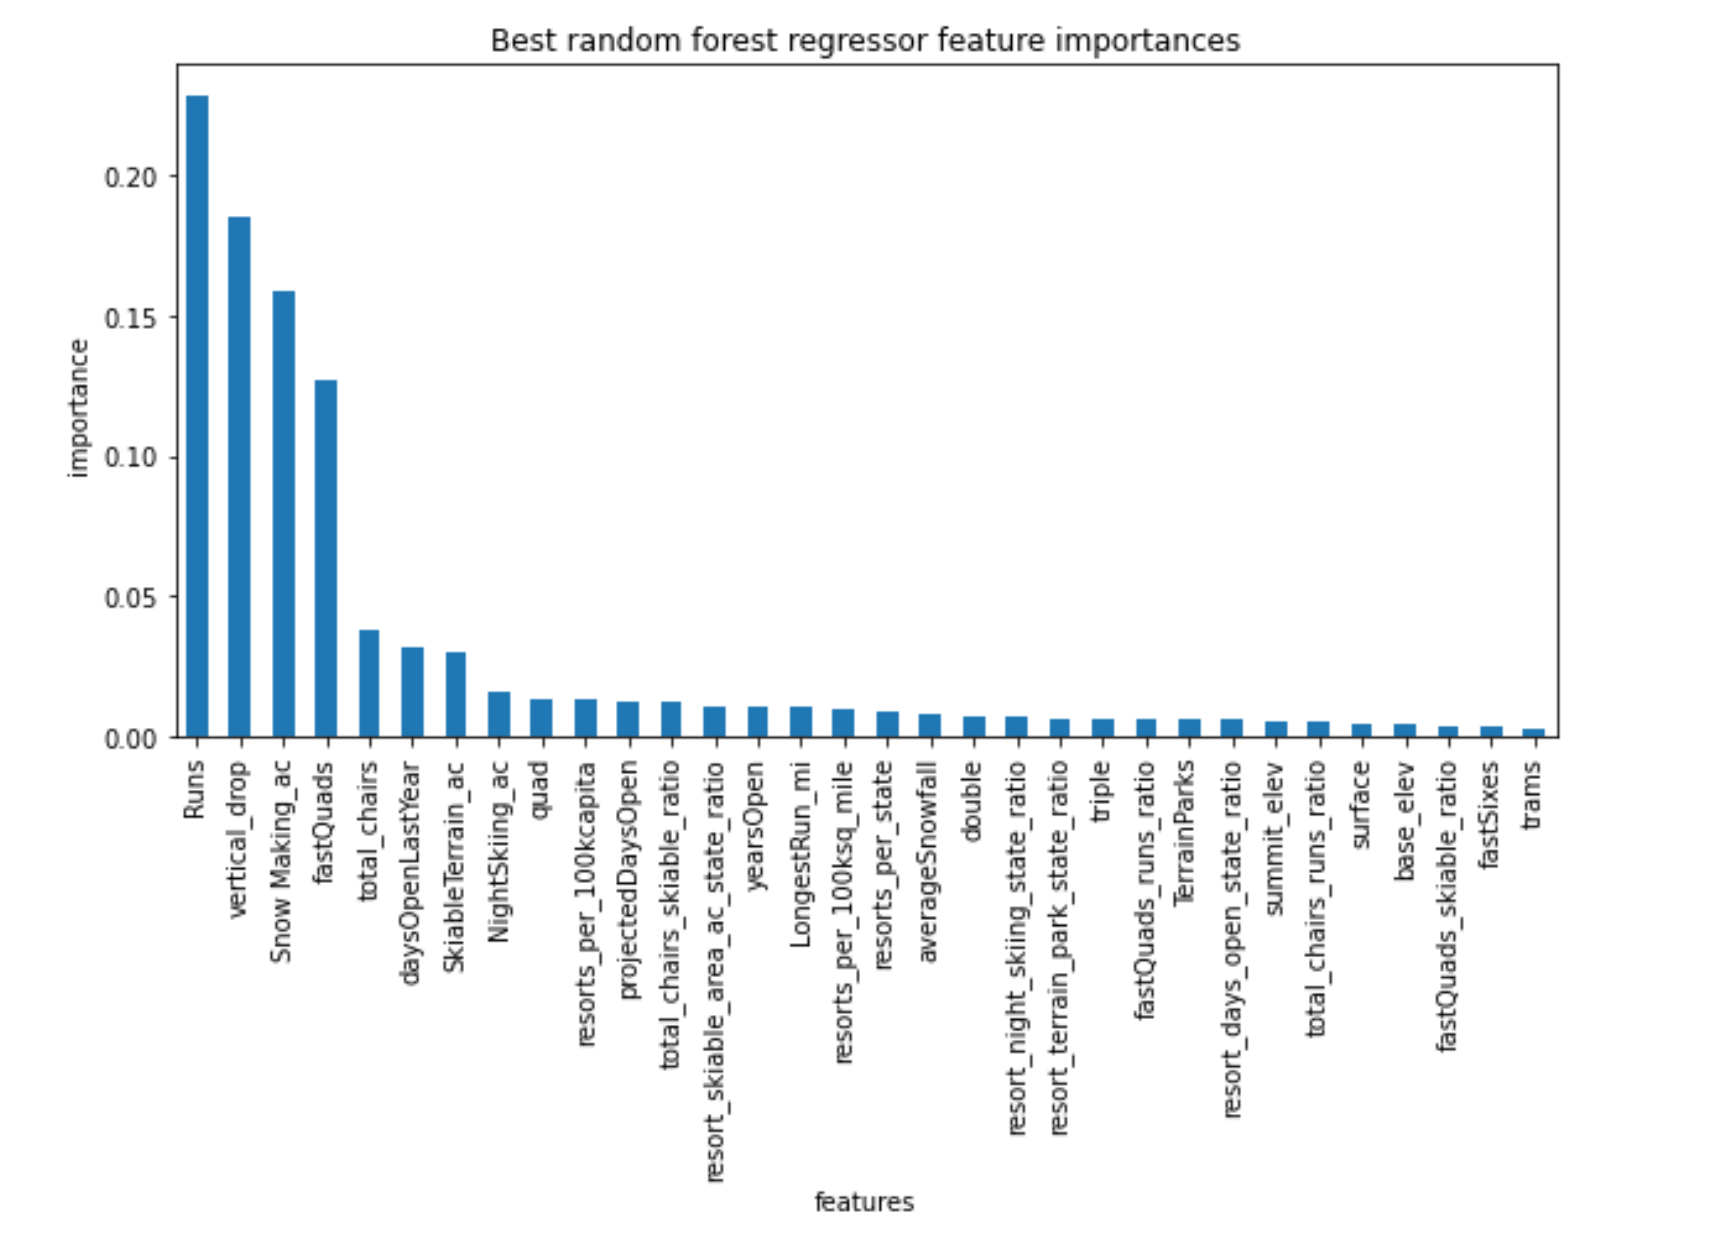 Best random forest regressor feature importances
0.20
0.15
0.10
0.05
0.00
importance
Runs
vertical_drop
Snow Making_ac
fastQuads
total_chairs
daysOpenLastYear
SkiableTerrain_ac
NightSkiing_ac
quad
resorts_per_100kcapita
projectedDaysOpen
total_chairs_skiable_ratio
resort_skiable_area_ac_state_ratio
yearsOpen
LongestRun_mi
resorts_per_100ksq_mile
resorts_per_state
averageSnowfall
double
resort_night_skiing_state_ratio
resort_terrain_park_state_ratio
triple
fastQuads_runs_ratio
TerrainParks
resort_days_open_state_ratio
summit_elev
total_chairs_runs_ratio
surface
base_elev
fastQuads_skiable_ratio
fastSixes
trams
features